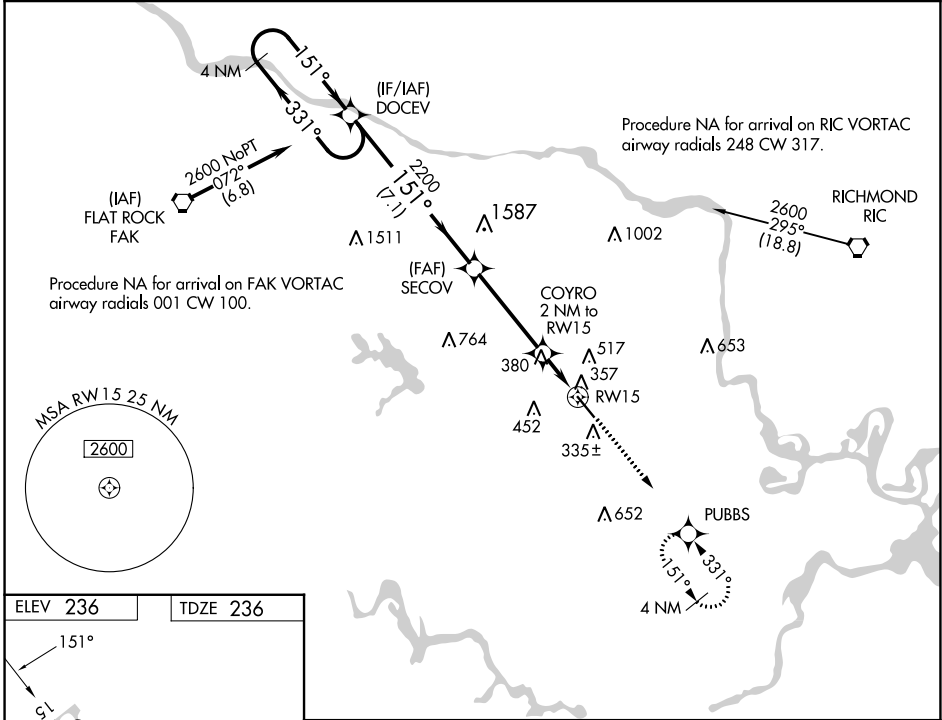 151°
4 NM
(IF/IAF)
DOCEV
331°
Procedure NA for arrival on RIC VORTAC
airway radials 248 CW 317.
2600 NoPT
072°
(6.8)
2200
151°
(7.1)
(IAF)
FLAT ROCK
FAK
RICHMOND
RIC
2600
295°
(18.8)
1587
1511
1002
Procedure NA for arrival on FAK VORTAC
airway radials 001 CW 100.
(FAF)
SECOV
COYRO
2 NM to
RW15
764
380
517
653
357
RW15
MSA RW15 25 NM
2600
452
335±
652
PUBBS
151°
331°
4 NM
ELEV 236
TDZE 236
151°
15